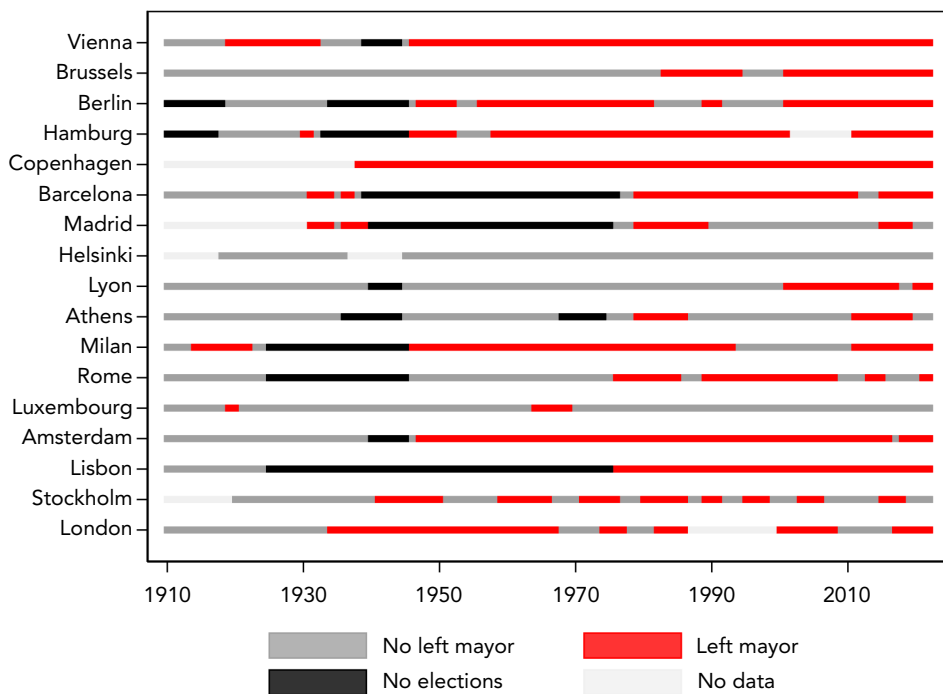 Vienna
Brussels
Berlin
Hamburg
Copenhagen
Barcelona
Madrid
Helsinki
Lyon
Athens
Milan
Rome
Luxembourg
Amsterdam
Lisbon
Stockholm
London
1910 1930 1950 1970 1990 2010
No left mayor Left mayor
No elections No data